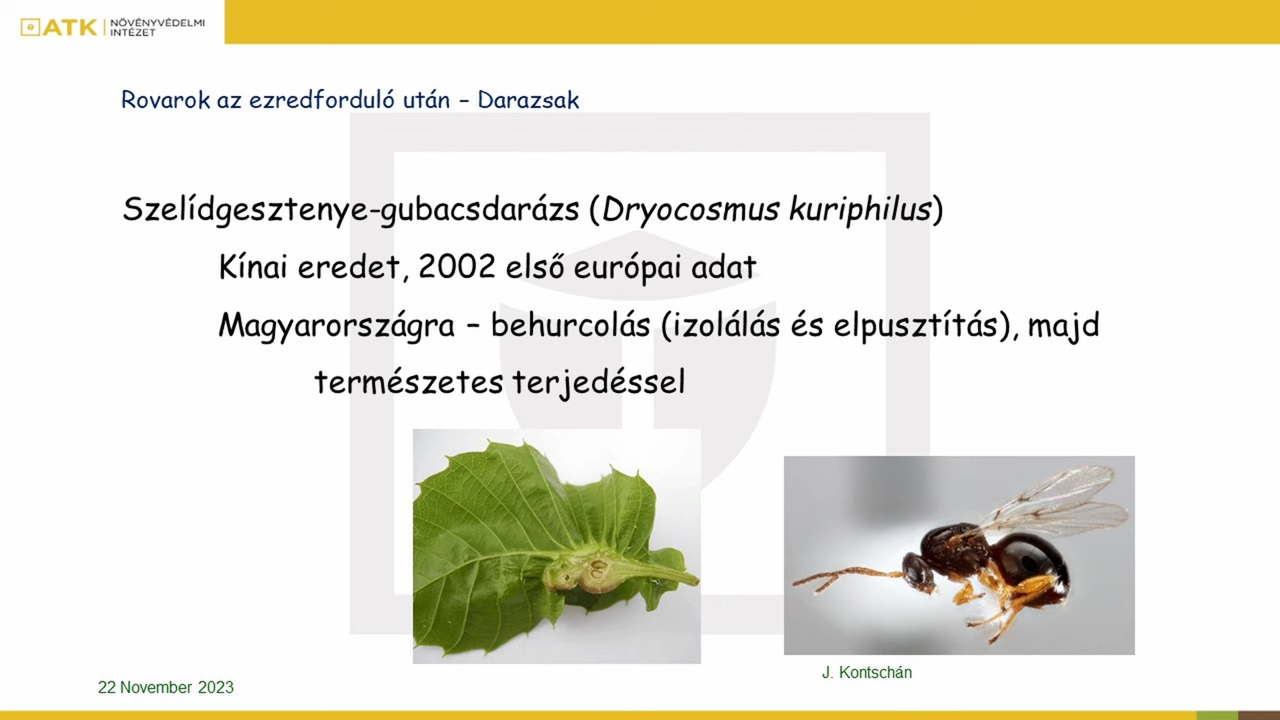 ATK NÖVÉNYVÉDELMI
INTÉZET
Rovarok az ezredforduló után – Darazsak
Szelídgesztenye-gubacsdarázs (Dryocosmus kuriphilus)
Kínai eredet, 2002 első európai adat
Magyarországra – behurcolás (izolálás és elpusztítás), majd
természetes terjedéssel
J. Kontschán
22 November 2023